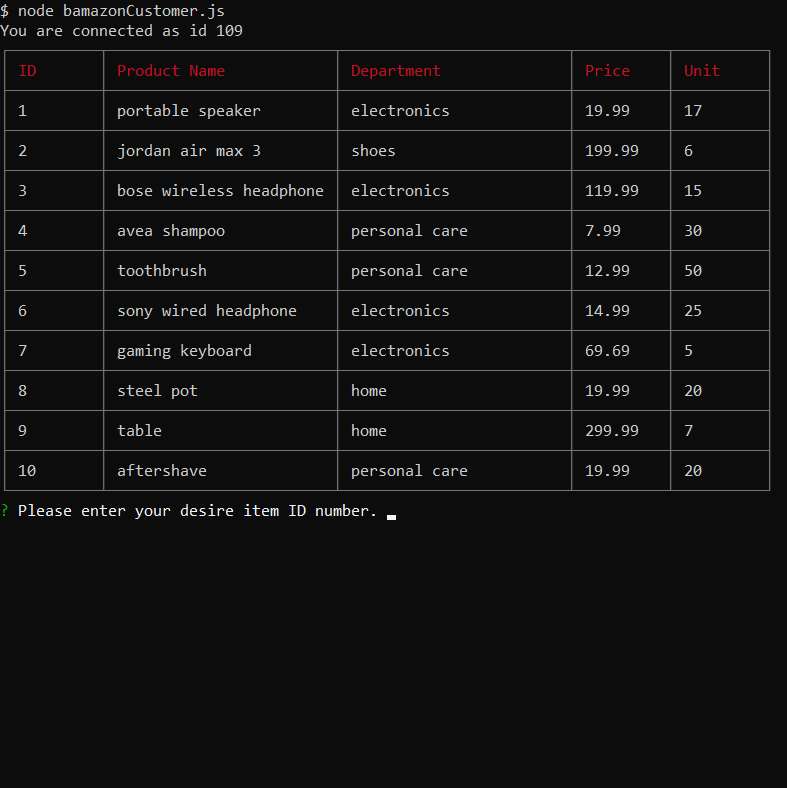 $ node bamazonCustomer.js
You are connected as id 109
ID Product Name Department Price Unit
1 portable speaker electronics 19.99 17
2 jordan air max 3 shoes 199.99 6
3 bose wireless headphone electronics 119.99 15
4 avea shampoo personal care 7.99 30
5 toothbrush personal care 12.99 50
6 sony wired headphone electronics 14.99 25
7 gaming keyboard electronics 69.69 5
8 steel pot home 19.99 20
9 table home 299.99 7
10 aftershave personal care 19.99 20
? Please enter your desire item ID number.